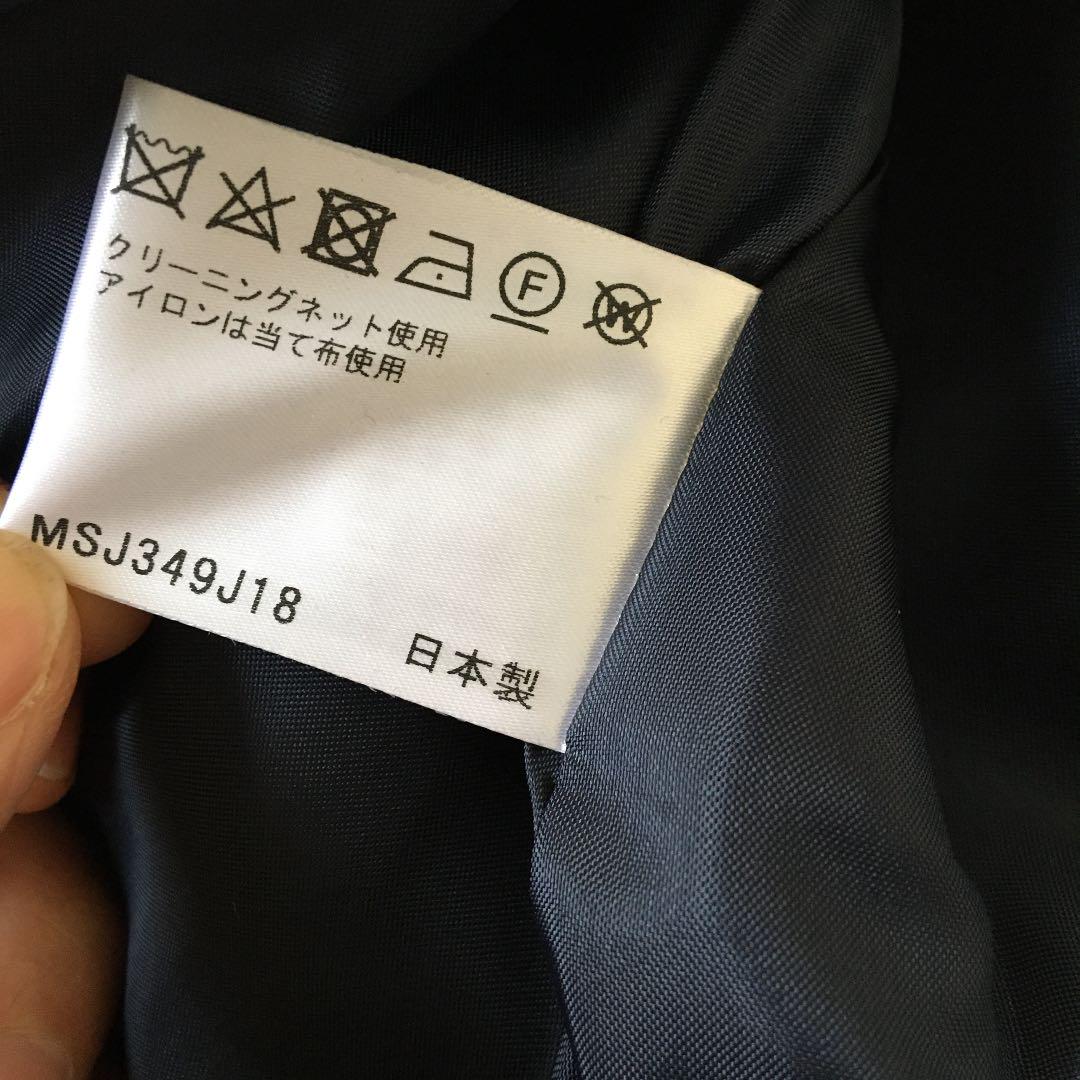 F W
クリーニングネット使用
アイロンは当て布使用
MSJ349J18
日本製